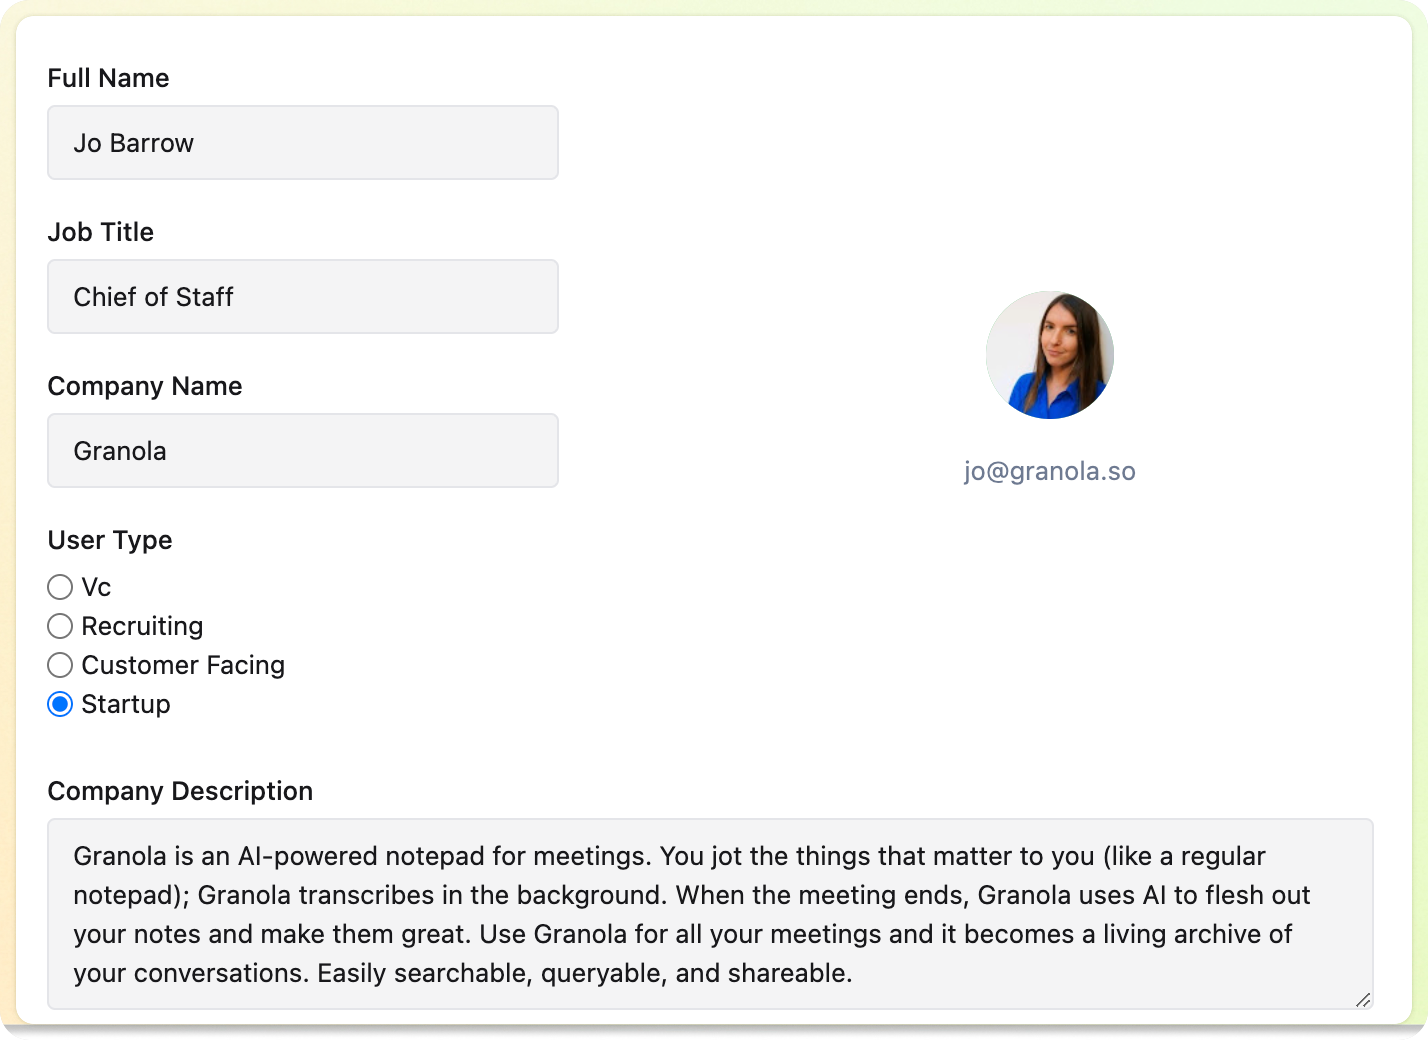 Full Name
Jo Barrow
Job Title
Chief of Staff
Company Name
Granola
jo@granola.so
User Type
Vc
Recruiting
Customer Facing
Startup
Company Description
Granola is an AI-powered notepad for meetings. You jot the things that matter to you (like a regular
notepad); Granola transcribes in the background. When the meeting ends, Granola uses AI to flesh out
your notes and make them great. Use Granola for all your meetings and it becomes a living archive of
your conversations. Easily searchable, queryable, and shareable.